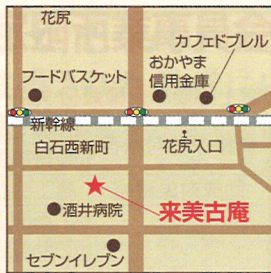 花尻
カフェドブレル
おかやま
信用金庫
フードバスケット
新幹線
白石西新町
花尻入口
来美古庵
酒井病院
セブンイレブン